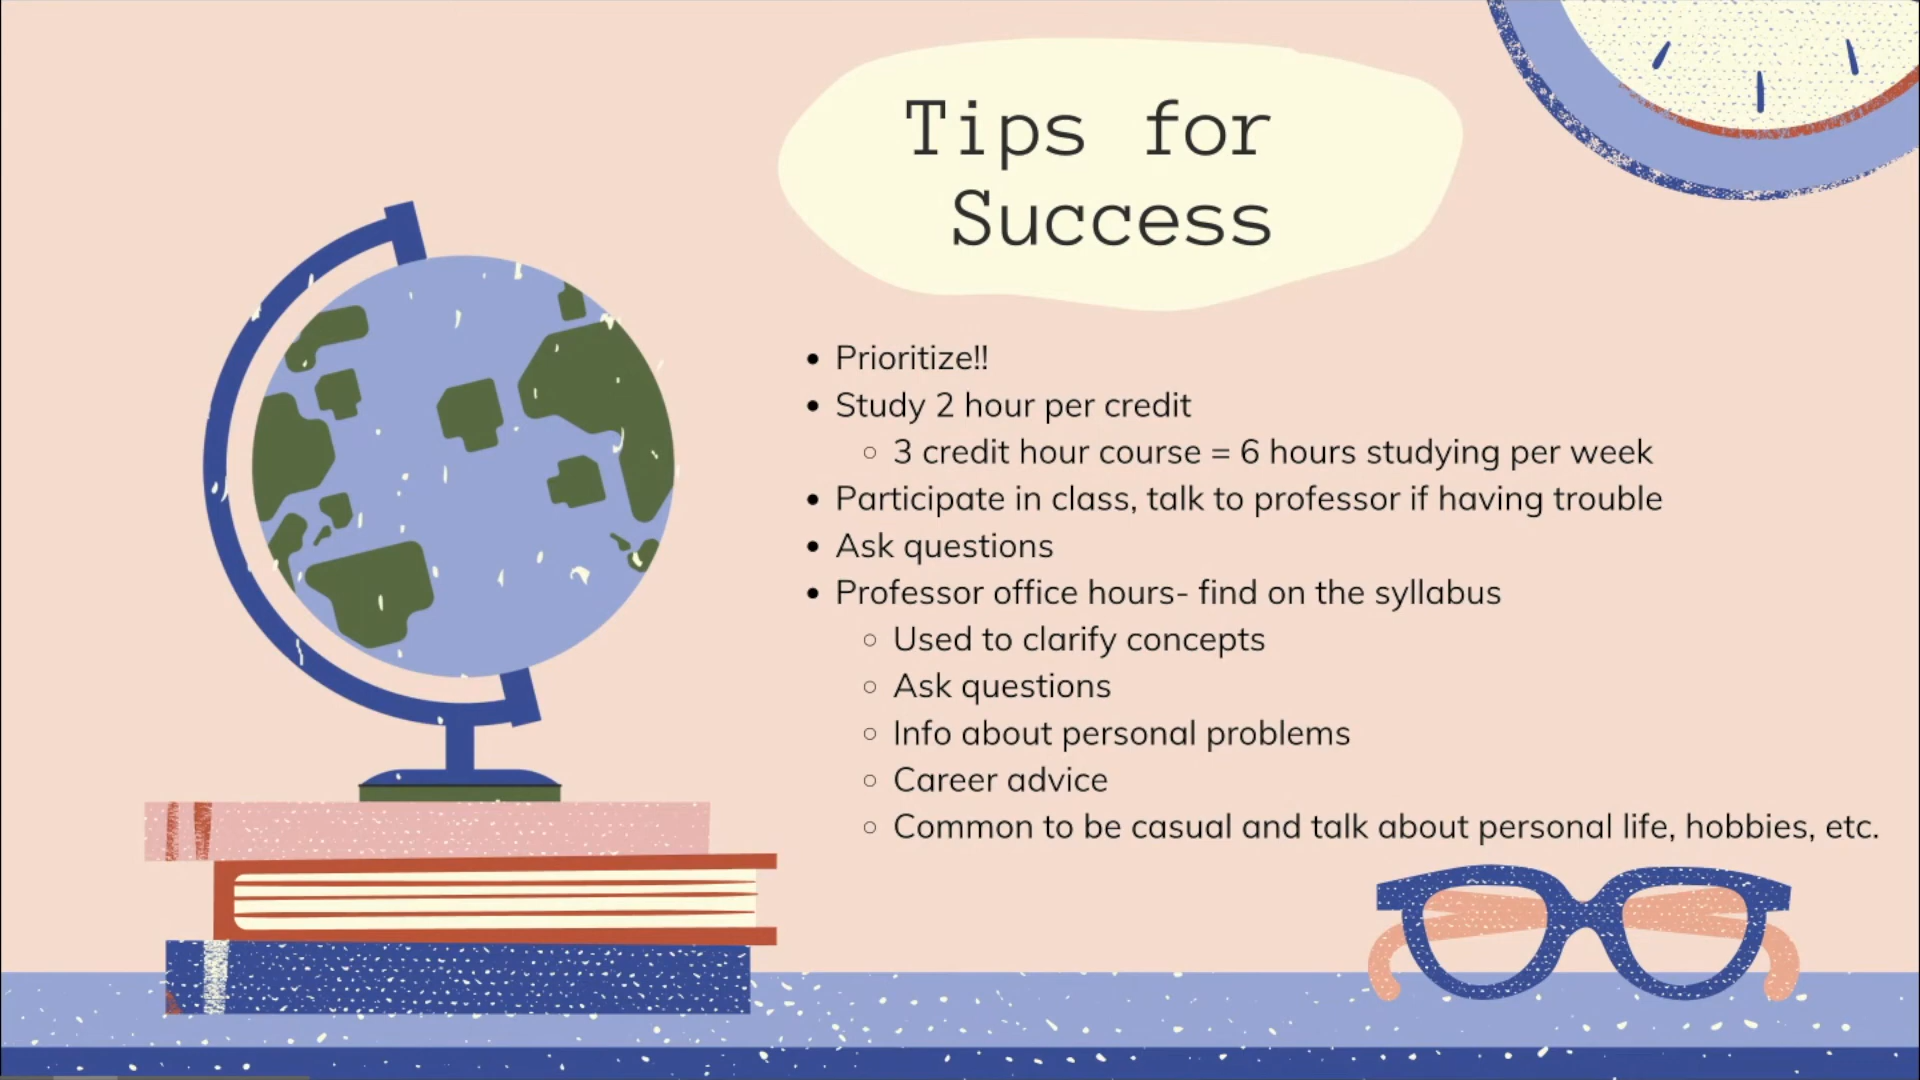 Tips for
Success
• Prioritize!!
• Study 2 hour per credit
○ 3 credit hour course = 6 hours studying per week
• Participate in class, talk to professor if having trouble
• Ask questions
• Professor office hours- find on the syllabus
○ Used to clarify concepts
○ Ask questions
○ Info about personal problems
○ Career advice
○ Common to be casual and talk about personal life, hobbies, etc.